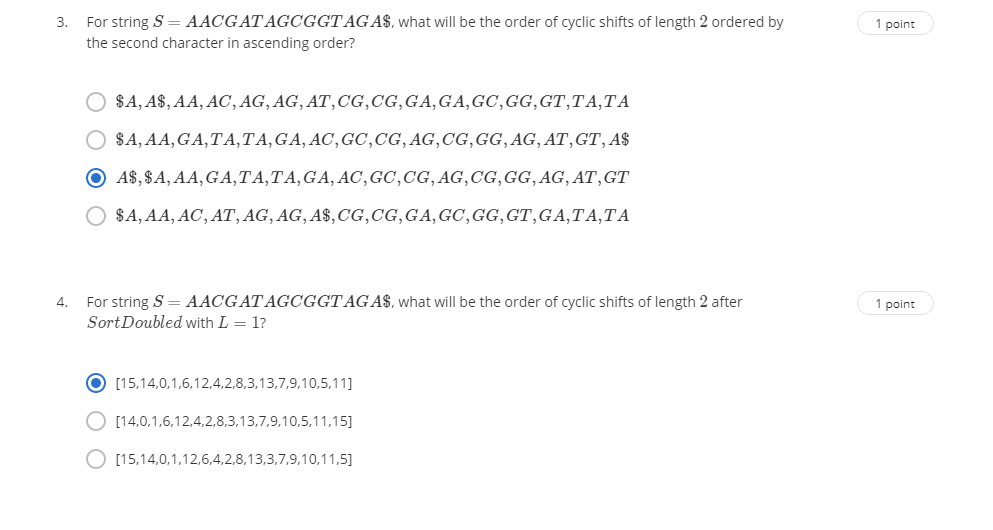 3. For string S = AACGATAGCGGTAGA$, what will be the order of cyclic shifts of length 2 ordered by 1 point
the second character in ascending order?
$A, A$, AA, AC, AG, AG, AT, CG, CG, GA, GA, GC, GG, GT, TA, TA
$A, AA, GA, TA, TA, GA, AC, GC, CG, AG, CG, GG, AG, AT, GT, A$
A$, $A, AA, GA, TA, TA, GA, AC, GC, CG, AG, CG, GG, AG, AT, GT
$A, AA, AC, AT, AG, AG, A$, CG, CG, GA, GC, GG, GT, GA, TA, TA
4. For string S = AACGATAGCGGTAGA$, what will be the order of cyclic shifts of length 2 after 1 point
SortDoubled with L = 1?
[15,14,0,1,6,12,4,2,8,3,13,7,9,10,5,11]
[14,0,1,6,12,4,2,8,3,13,7,9,10,5,11,15]
[15,14,0,1,12,6,4,2,8,13,3,7,9,10,11,5]